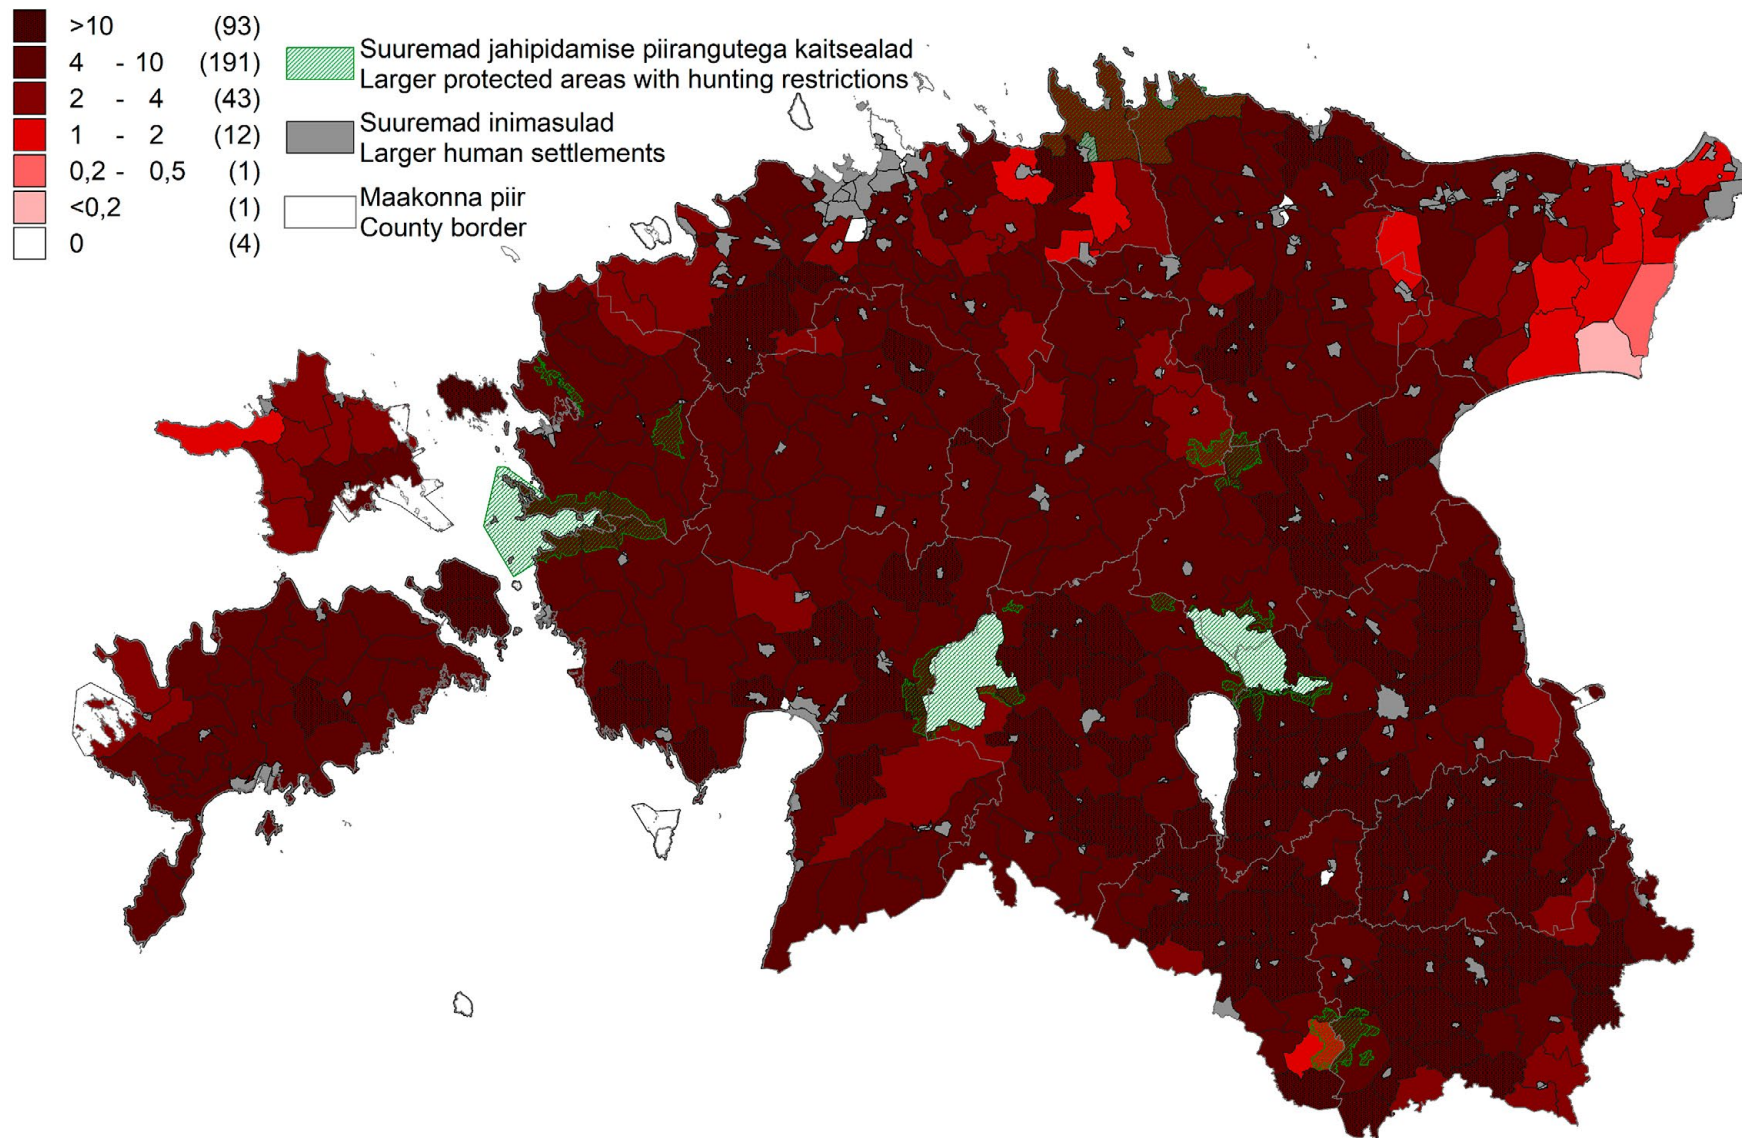 >10 (93)
4 - 10 (191)
2 - 4 (43)
1 - 2 (12)
0,2 - 0,5 (1)
<0,2 (1)
0 (4)
Suuremad jahipidamise piirangutega kaitsealad
Larger protected areas with hunting restrictions
Suuremad inimasulad
Larger human settlements
Maakonna piir
County border